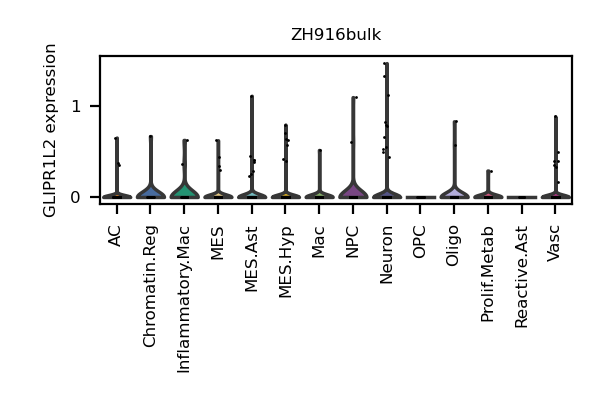 ZH916bulk
GLIPR1L2 expression
1
0
AC
Chromatin.Reg
Inflammatory.Mac
MES
MES.Ast
MES.Hyp
Mac
NPC
Neuron
OPC
Oligo
Prolif.Metab
Reactive.Ast
Vasc